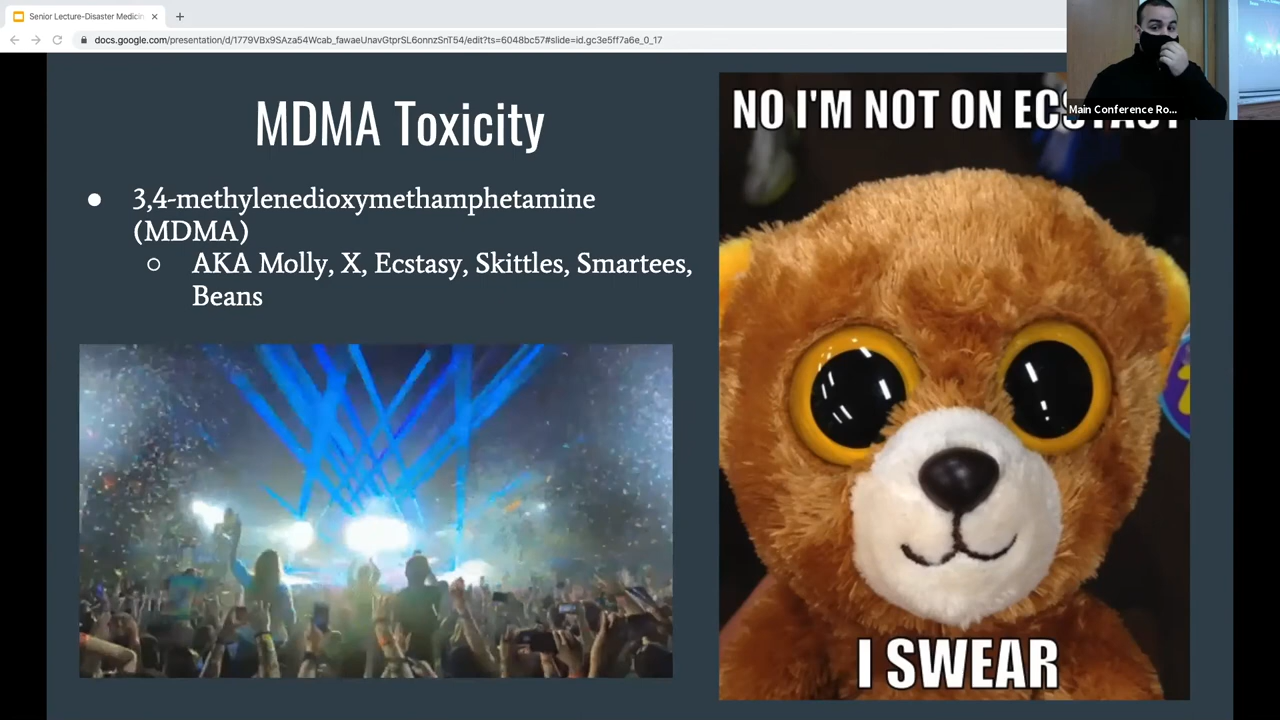 Senior Lecture-Disaster Medicin
docs.google.com/presentation/d/1779VBx9SAza54Wcab_fawaeUnavGtprSL6onnzSnT54/edit?ts=6048bc57#slide=id.gc3e5ff7a6e_0_17
Main Conference Ro...
MDMA Toxicity
3,4-methylenedioxymethamphetamine
(MDMA)
AKA Molly, X, Ecstasy, Skittles, Smartees,
Beans
NO I'M NOT ON ECSTASY
I SWEAR